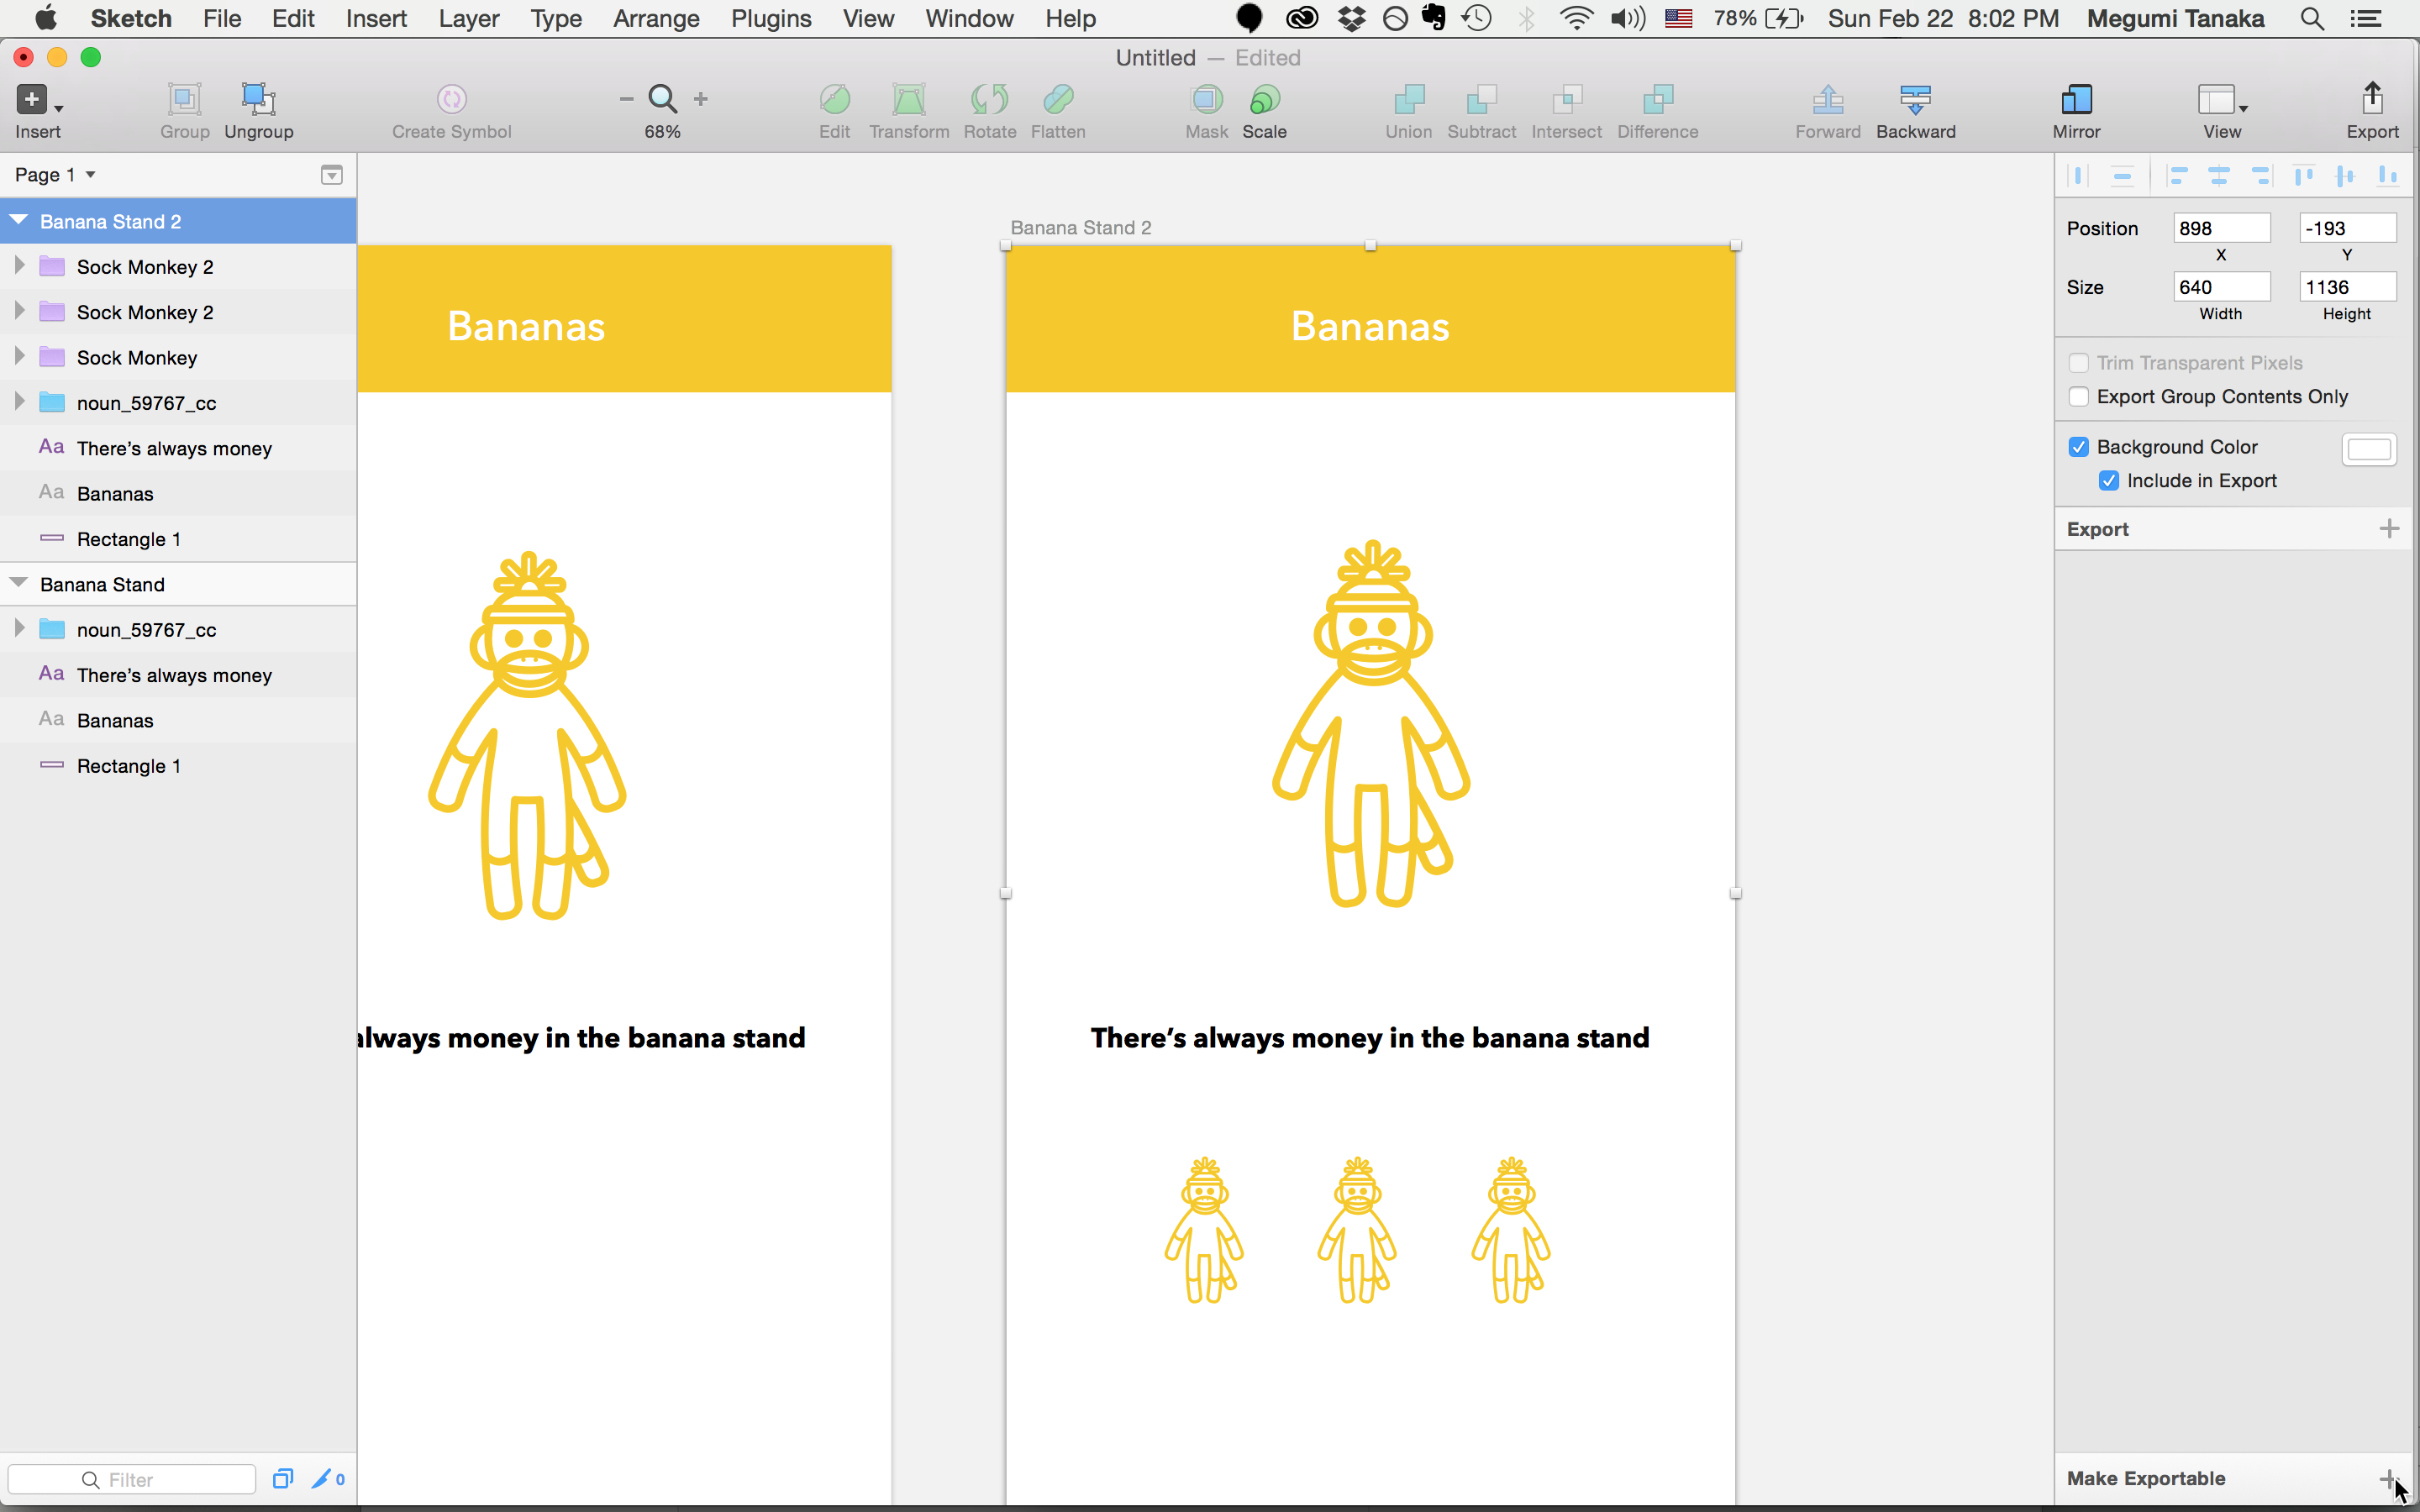 Sketch File Edit Insert Layer Type Arrange Plugins View Window Help 78% Sun Feb 22 8:02 PM Megumi Tanaka
Untitled — Edited
Insert Group Ungroup Create Symbol 68% Edit Transform Rotate Flatten Mask Scale Union Subtract Intersect Difference Forward Backward Mirror View Export
Page 1
Banana Stand 2
Sock Monkey 2
Sock Monkey 2
Sock Monkey
noun_59767_cc
Aa There’s always money
Aa Bananas
Rectangle 1
Banana Stand
noun_59767_cc
Aa There’s always money
Aa Bananas
Rectangle 1
Filter 0
Bananas
always money in the banana stand
Banana Stand 2
Bananas
There’s always money in the banana stand
Position 898 -193
X Y
Size 640 1136
Width Height
Trim Transparent Pixels
Export Group Contents Only
Background Color
Include in Export
Export
Make Exportable